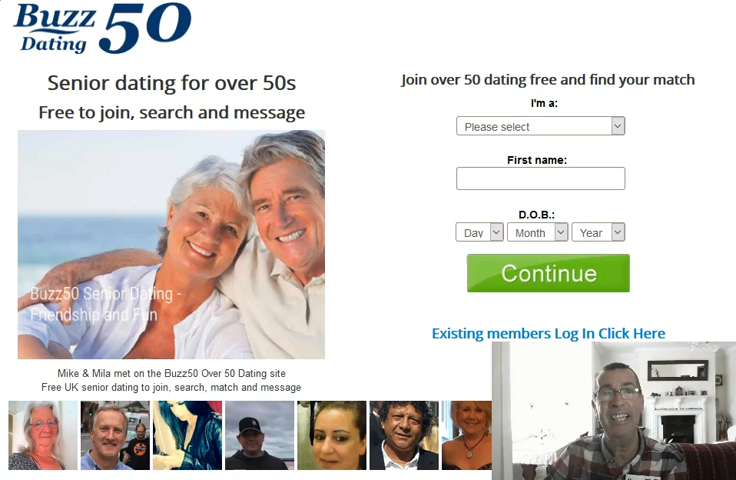 Buzz 50
Dating
Senior dating for over 50s
Free to join, search and message
Buzz50 Senior Dating -
Friendship and Fun
Mike & Mila met on the Buzz50 Over 50 Dating site
Free UK senior dating to join, search, match and message
Join over 50 dating free and find your match
I'm a:
Please select
First name:
D.O.B.:
Day Month Year
Continue
Existing members Log In Click Here